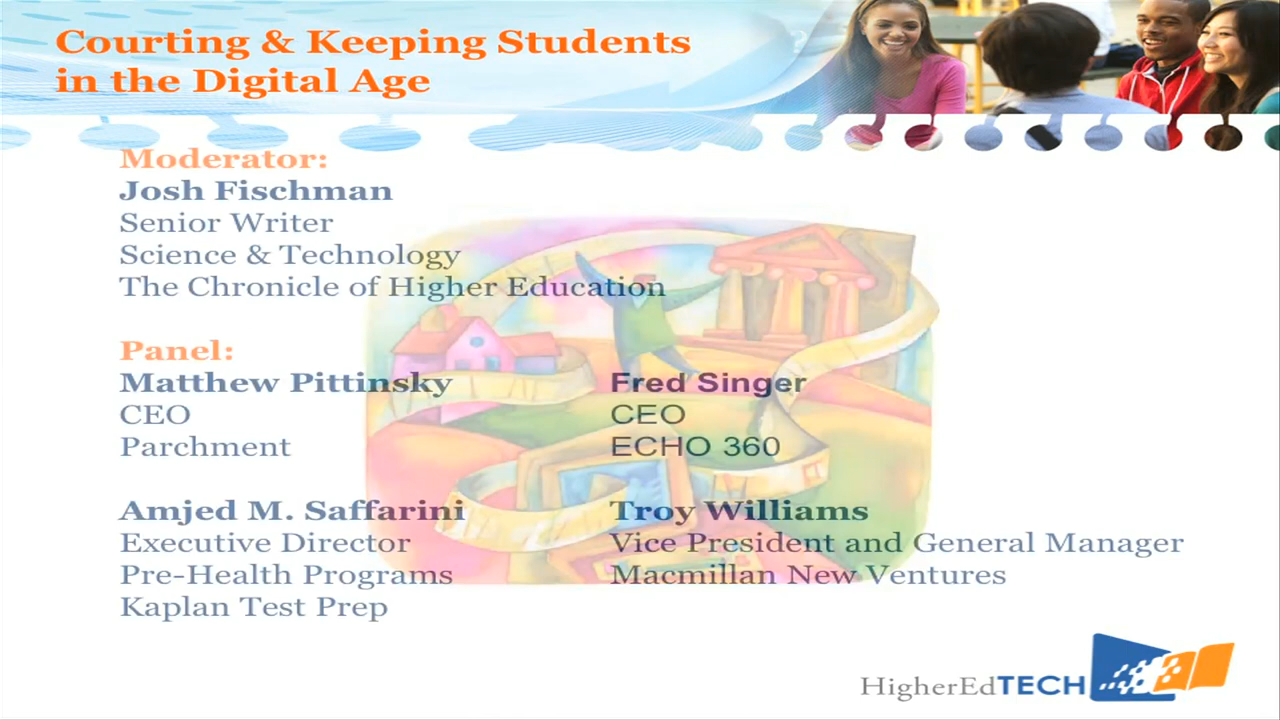 Courting & Keeping Students
in the Digital Age
Moderator:
Josh Fischman
Senior Writer
Science & Technology
The Chronicle of Higher Education
Panel:
Matthew Pittinsky
CEO
Parchment
Fred Singer
CEO
ECHO 360
Amjed M. Saffarini
Executive Director
Pre-Health Programs
Kaplan Test Prep
Troy Williams
Vice President and General Manager
Macmillan New Ventures
HigherEdTECH